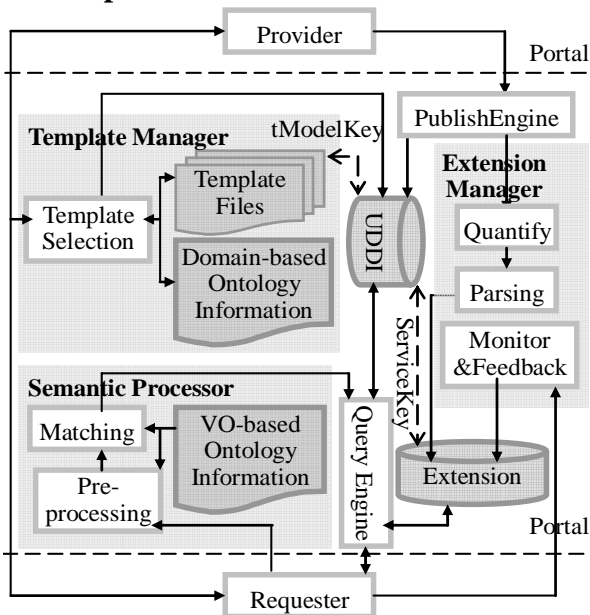 Provider
Portal
PublishEngine
Template Manager
tModelKey
Extension
Manager
Template
Files
Template
Selection
UDDI
Quantify
Domain-based
Ontology
Information
Parsing
ServiceKey
Monitor
&Feedback
Semantic Processor
Matching
VO-based
Ontology
Information
Query Engine
Pre-
processing
Extension
Portal
Requester